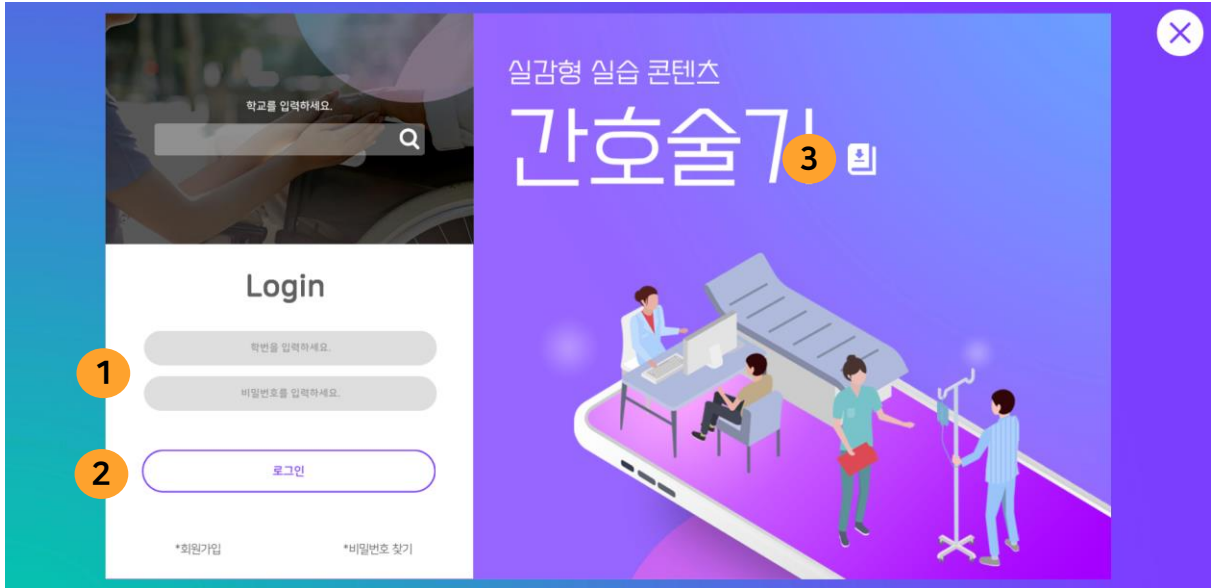 학교를 입력하세요.
Login
학번을 입력하세요.
1
비밀번호를 입력하세요.
2
로그인
*회원가입
*비밀번호 찾기
실감형 실습 콘텐츠
간호술기
3